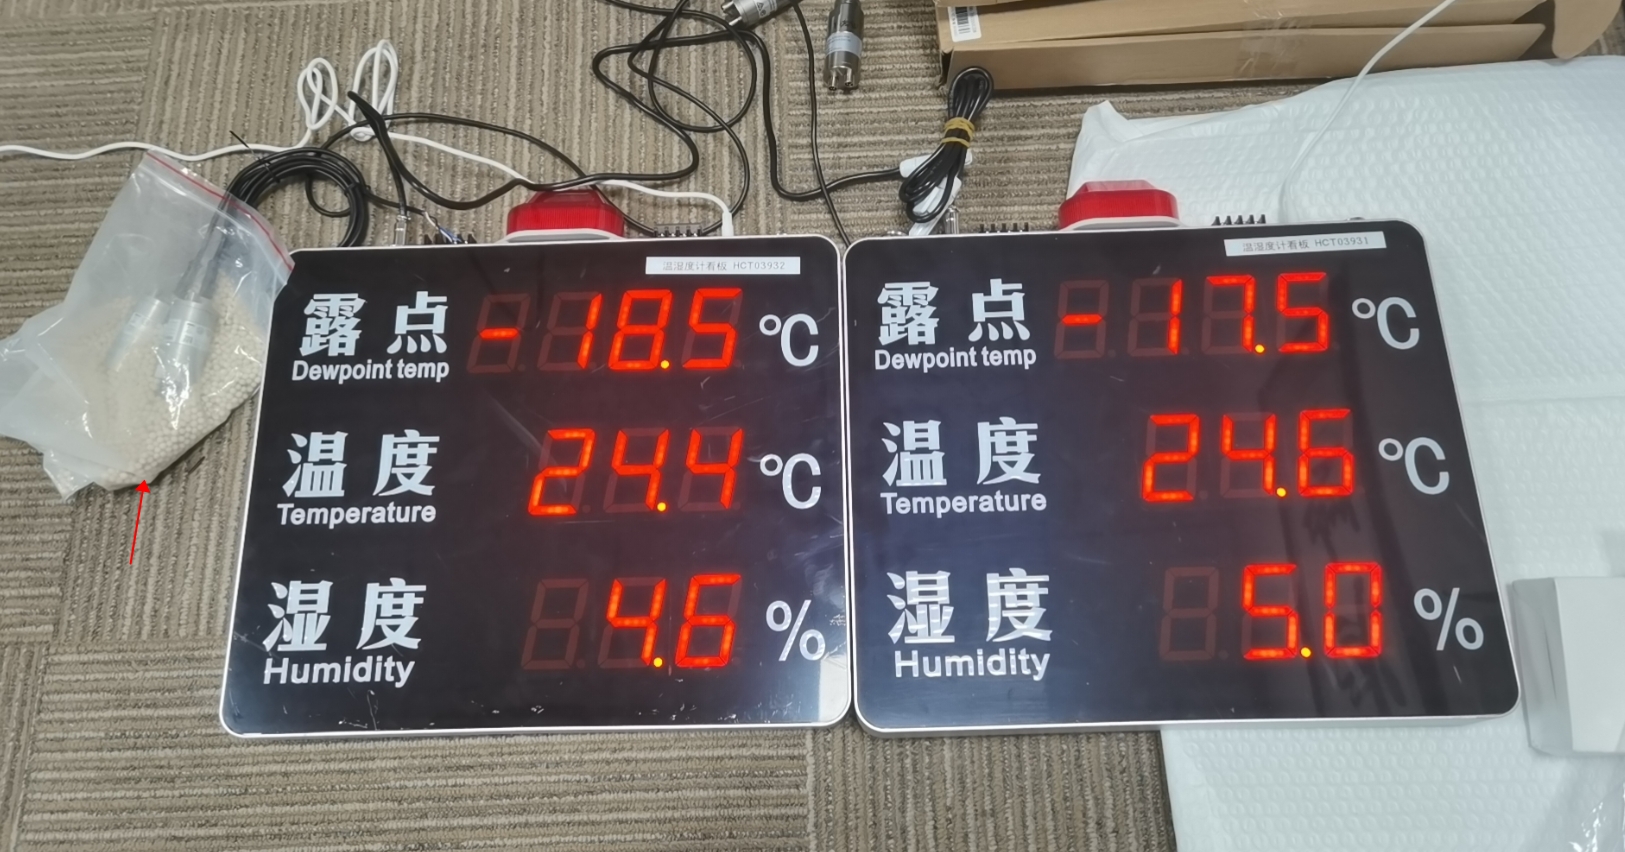 温湿度计看板 HCT03932
露点 -18.5 ℃
Dewpoint temp
温度 24.4 ℃
Temperature
湿度 4.6 %
Humidity
温湿度计看板 HCT03931
露点 -17.5 ℃
Dewpoint temp
温度 24.6 ℃
Temperature
湿度 5.0 %
Humidity